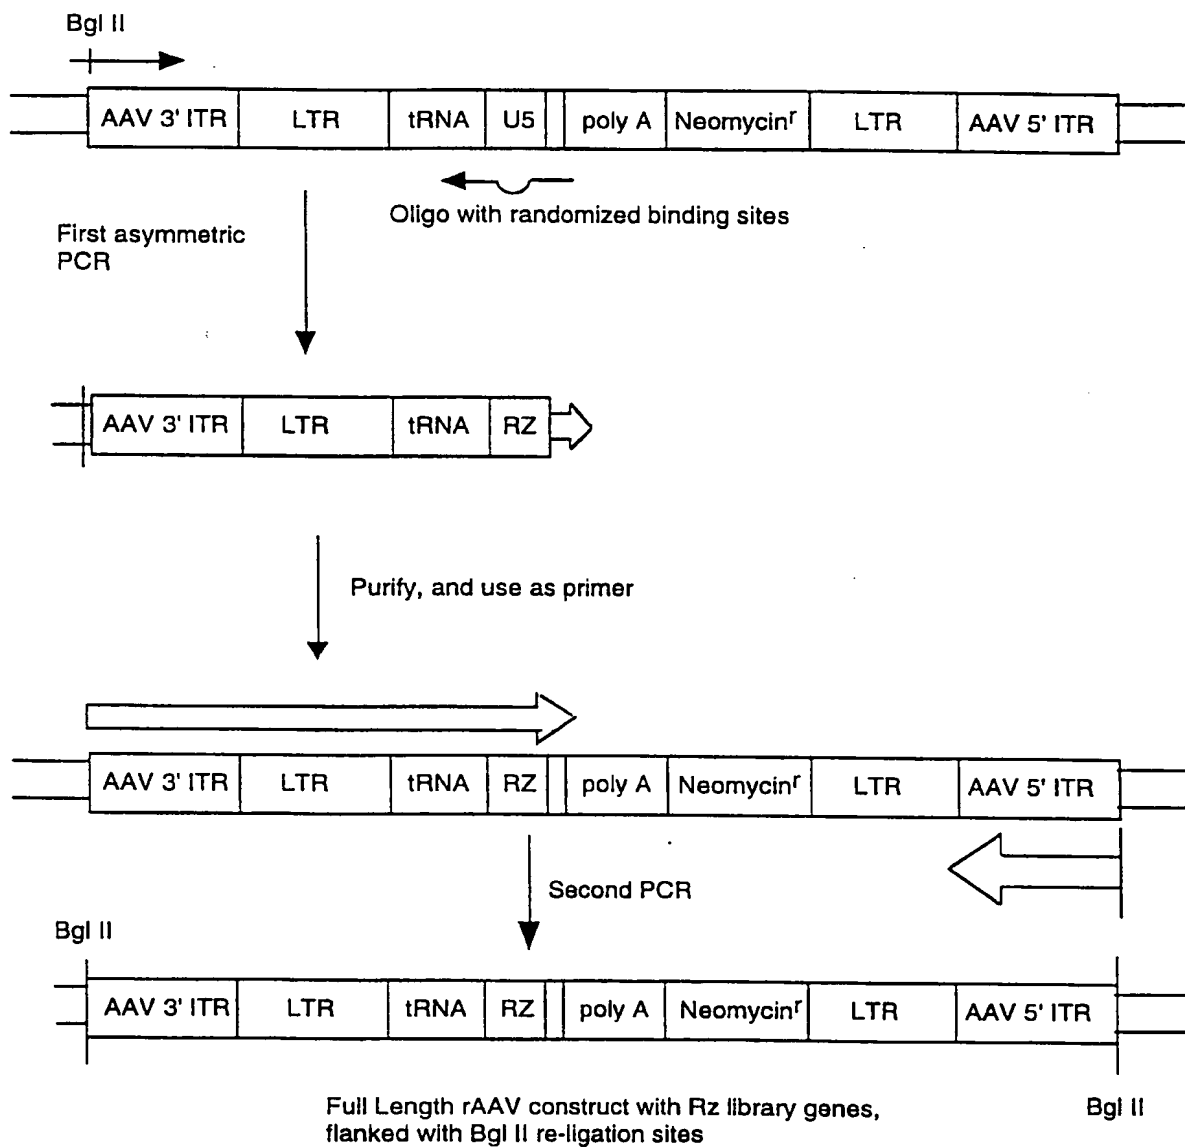 Bgl II
AAV 3' ITR LTR tRNA U5 poly A Neomycinʳ LTR AAV 5' ITR
Oligo with randomized binding sites
First asymmetric
PCR
AAV 3' ITR LTR tRNA RZ
Purify, and use as primer
AAV 3' ITR LTR tRNA RZ poly A Neomycinʳ LTR AAV 5' ITR
Second PCR
Bgl II
AAV 3' ITR LTR tRNA RZ poly A Neomycinʳ LTR AAV 5' ITR
Full Length rAAV construct with Rz library genes,
flanked with Bgl II re-ligation sites
Bgl II